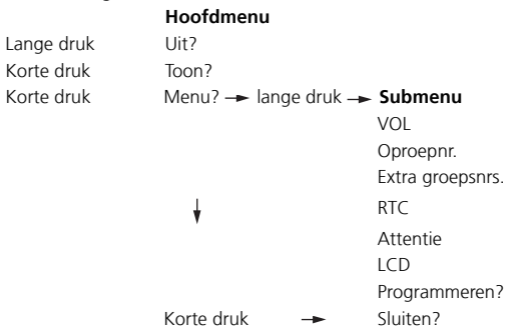 Hoofdmenu
Lange druk Uit?
Korte druk Toon?
Korte druk Menu? → lange druk → Submenu
VOL
Oproepnr.
Extra groepsnrs.
↓ RTC
Attentie
LCD
Programmeren?
Korte druk → Sluiten?